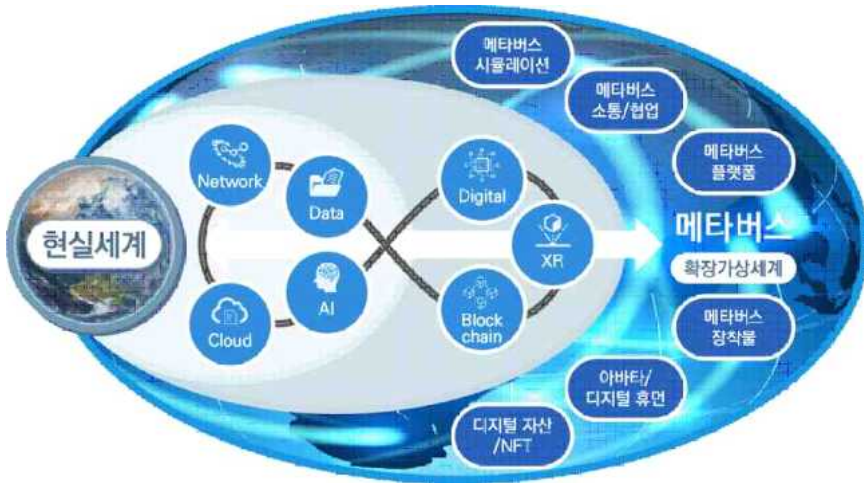 메타버스
시뮬레이션
메타버스
소통/협업
메타버스
플랫폼
Network
Data
Digital
현실세계
XR
메타버스
확장가상세계
Cloud
AI
Block
chain
메타버스
장착물
아바타/
디지털 휴먼
디지털 자산
/NFT